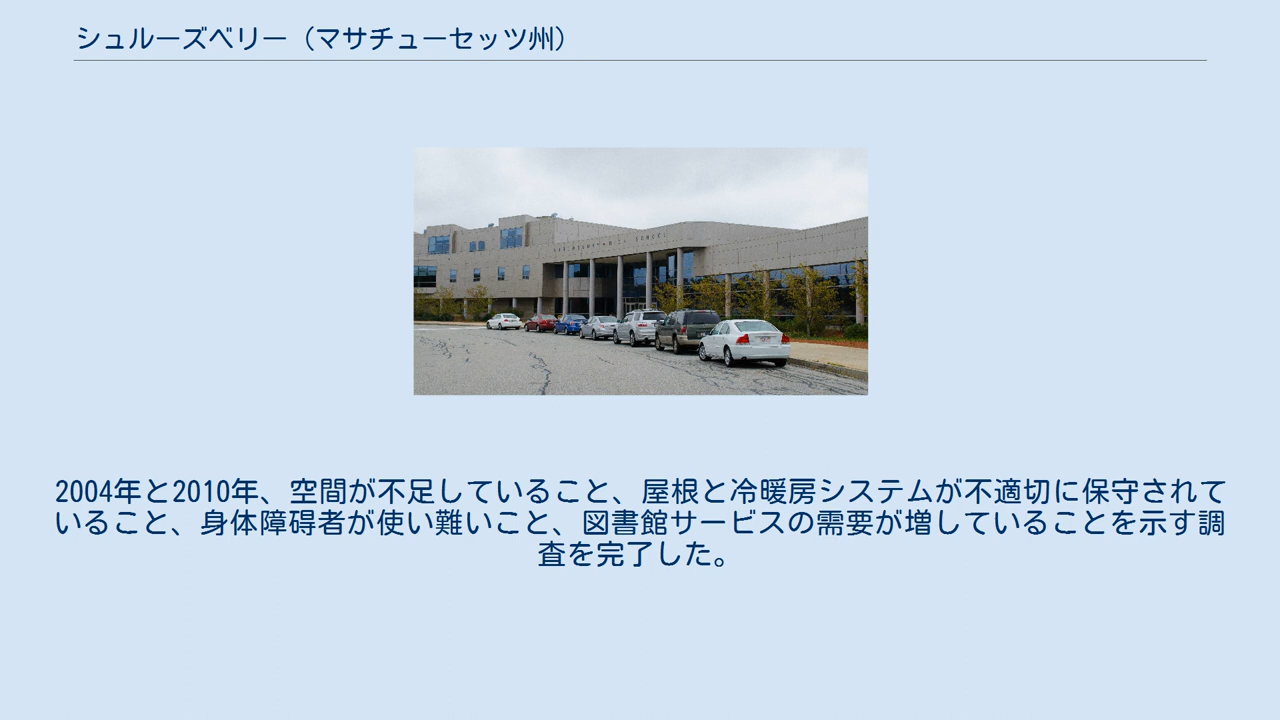 シュルーズベリー（マサチューセッツ州）
2004年と2010年、空間が不足していること、屋根と冷暖房システムが不適切に保守されて
いること、身体障碍者が使い難いこと、図書館サービスの需要が増していることを示す調
査を完了した。